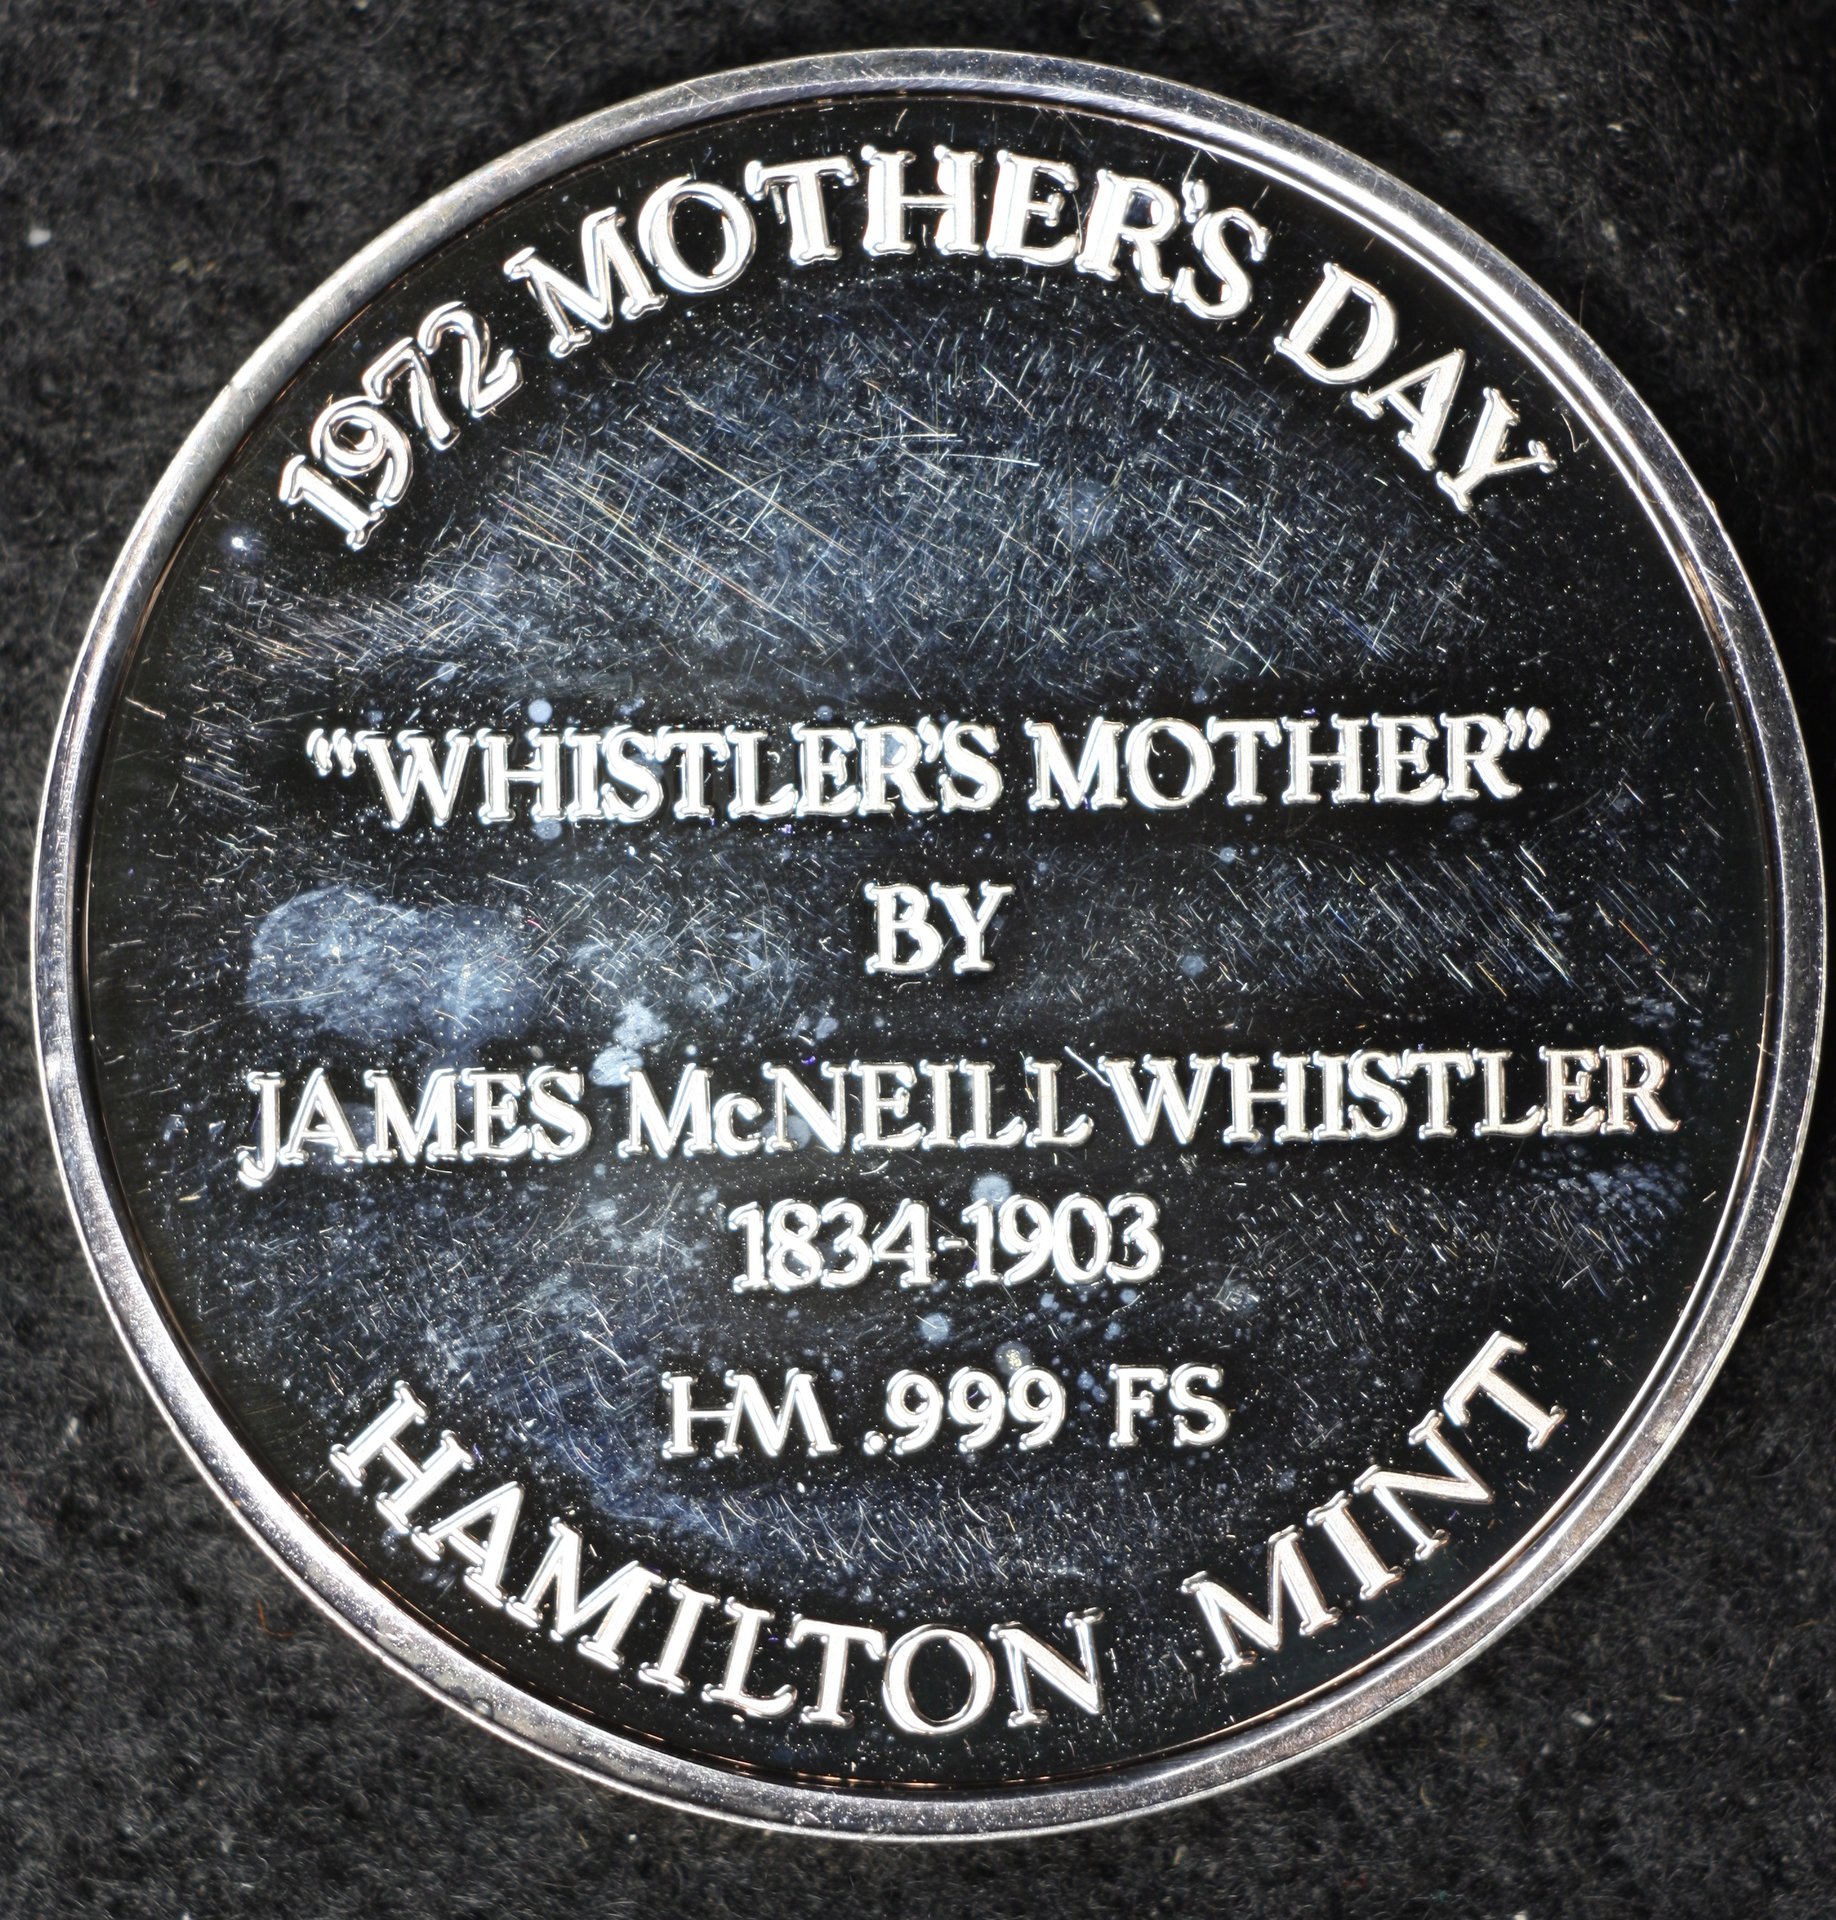 1972 MOTHER'S DAY
"WHISTLER'S MOTHER"
BY
JAMES McNEILL WHISTLER
1834-1903
HM .999 FS
HAMILTON MINT